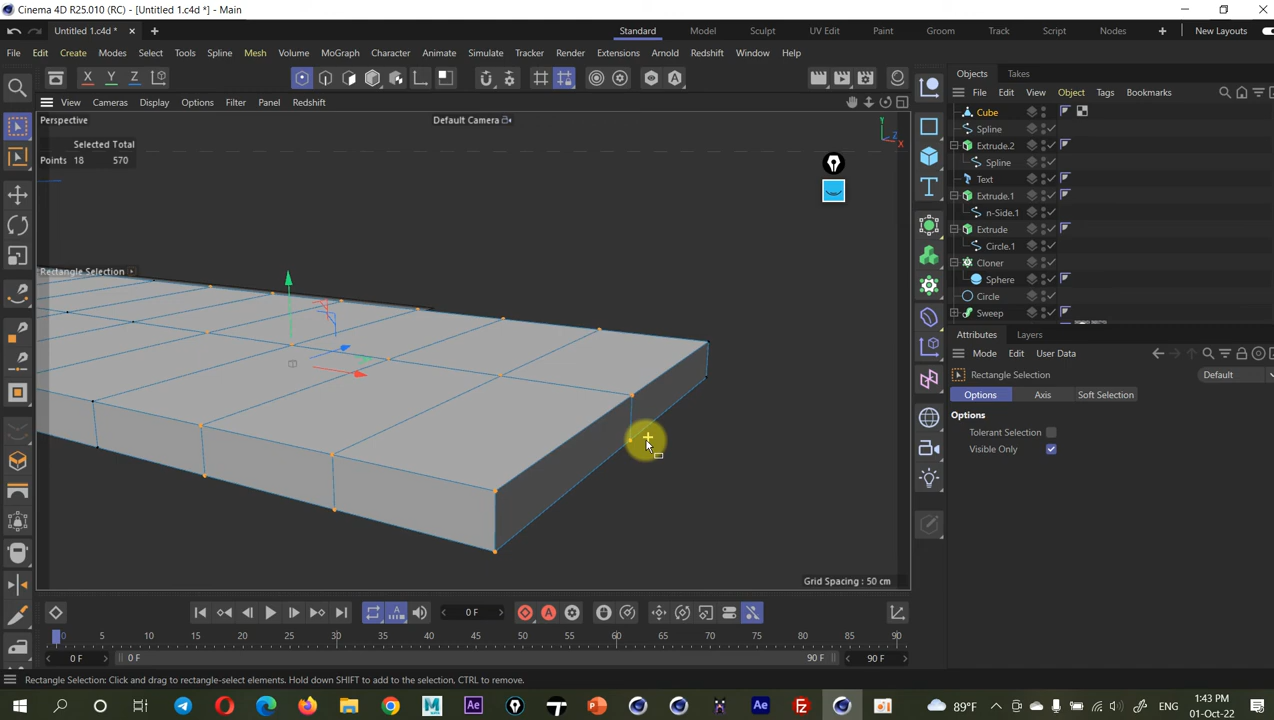 Cinema 4D R25.010 (RC) - [Untitled 1.c4d *] - Main
Untitled 1.c4d *
Standard Model Sculpt UV Edit Paint Groom Track Script Nodes New Layouts
File Edit Create Modes Select Tools Spline Mesh Volume MoGraph Character Animate Simulate Tracker Render Extensions Arnold Redshift Window Help
X Y Z
Objects Takes
View Cameras Display Options Filter Panel Redshift
File Edit View Object Tags Bookmarks
Perspective
Default Camera
Y
Z
X
Selected Total
Points 18 570
Rectangle Selection
Cube
Spline
Extrude.2
Spline
Text
Extrude.1
n-Side.1
Extrude
Circle.1
Cloner
Sphere
Circle
Sweep
Attributes Layers
Mode Edit User Data
Rectangle Selection
Default
Options Axis Soft Selection
Options
Tolerant Selection
Visible Only
Grid Spacing : 50 cm
0 F
0 5 10 15 20 25 30 35 40 45 50 55 60 65 70 75 80 85 90
0 F 0 F 90 F 90 F
Rectangle Selection: Click and drag to rectangle-select elements. Hold down SHIFT to add to the selection, CTRL to remove.
89°F
ENG
1:43 PM
01-Oct-22